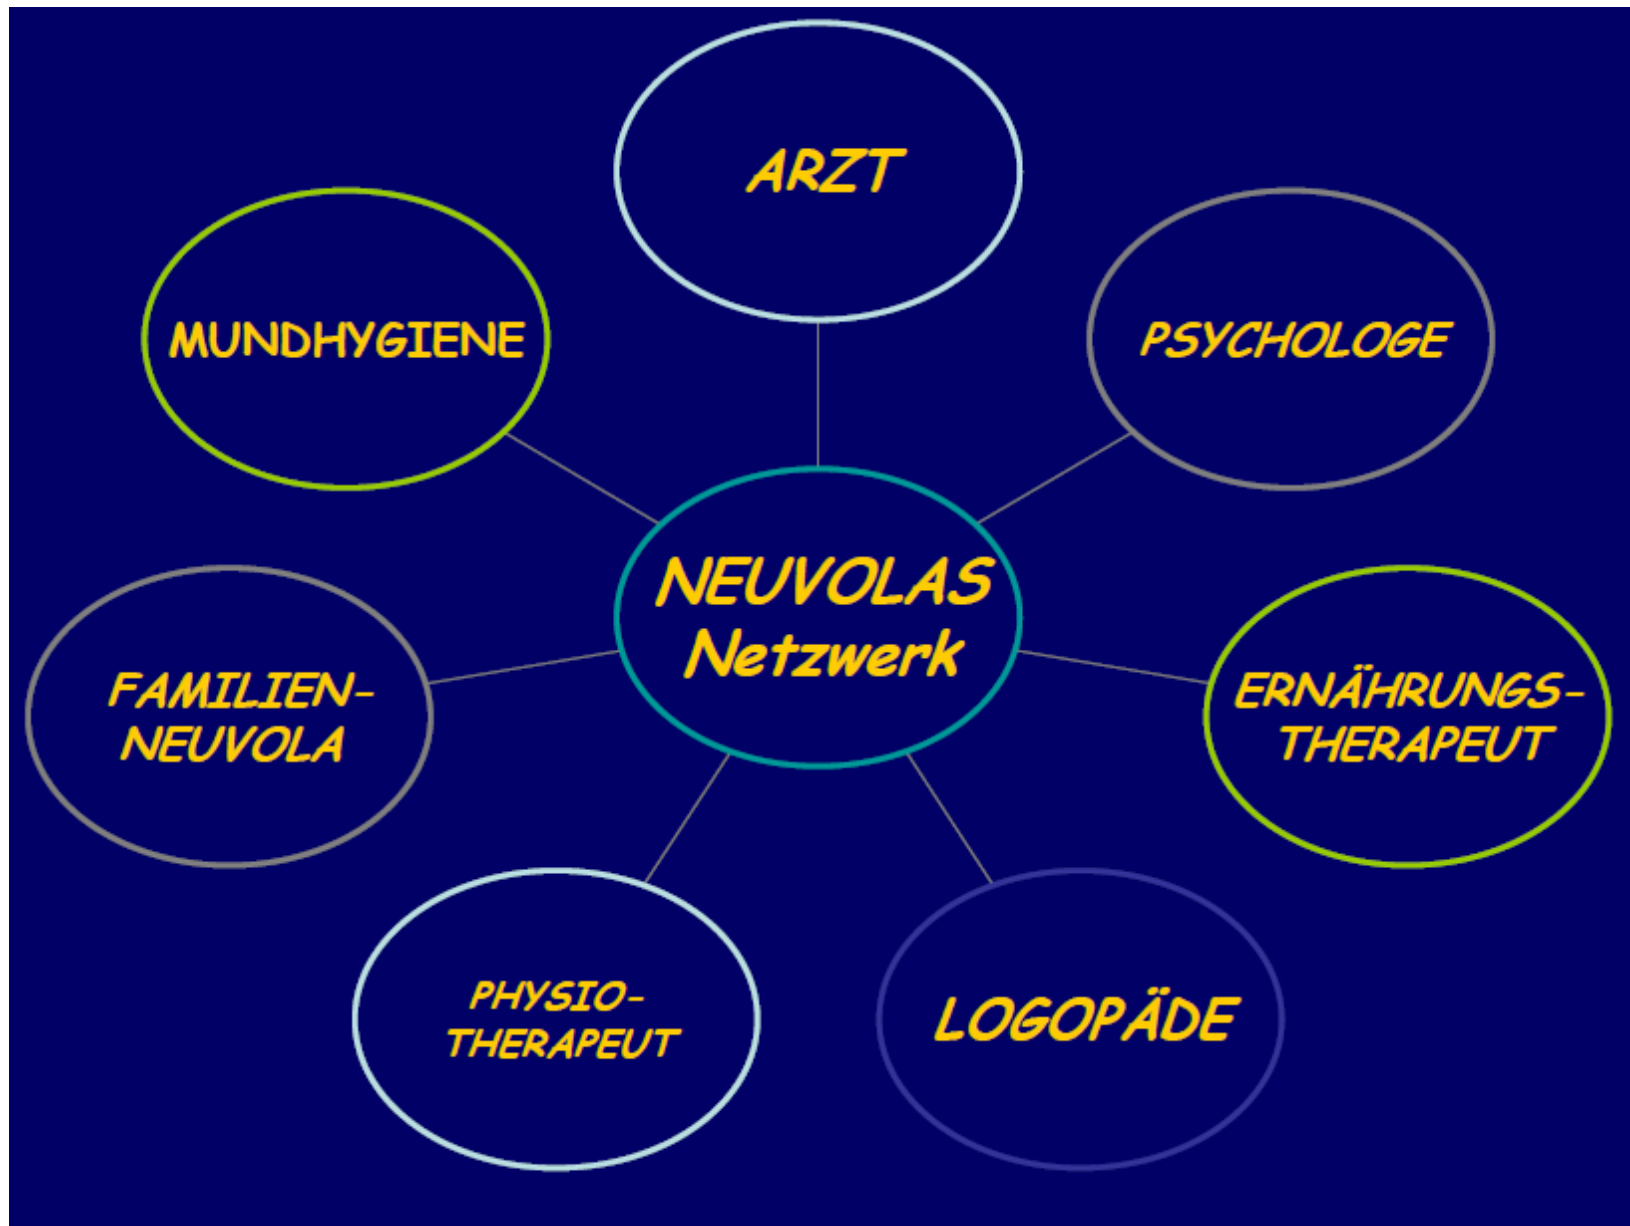 ARZT
MUNDHYGIENE
PSYCHOLOGE
NEUVOLAS
Netzwerk
FAMILIEN-
NEUVOLA
ERNÄHRUNGS-
THERAPEUT
PHYSIO-
THERAPEUT
LOGOPÄDE